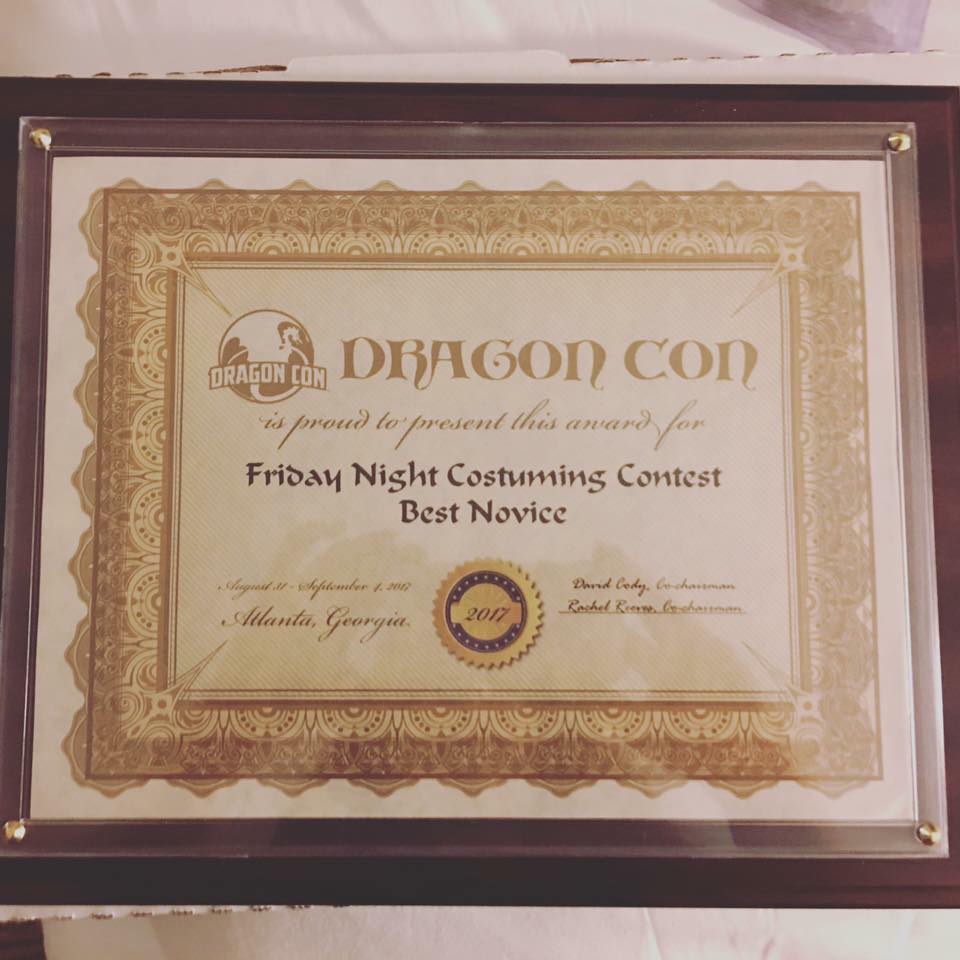 DRAGON CON
DRAGON CON
is proud to present this award for
Friday Night Costuming Contest
Best Novice
August 31 - September 4, 2017
Atlanta, Georgia
2017
David Cody, Co-chairman
Rachel Reeves, Co-chairman